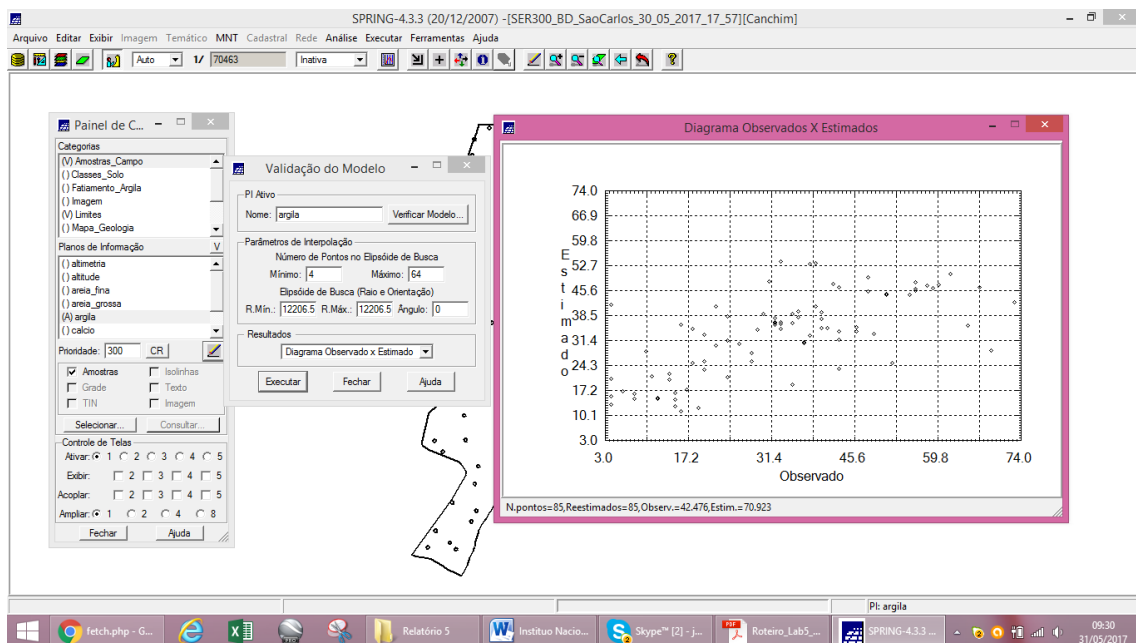 SPRING-4.3.3 (20/12/2007) -[SER300_BD_SaoCarlos_30_05_2017_17_57][Canchim]
Arquivo Editar Exibir Imagem Temático MNT Cadastral Rede Análise Executar Ferramentas Ajuda
Auto 1/ 70463 Inativa
Painel de C...
Categorias
(V) Amostras_Campo
() Classes_Solo
() Fatiamento_Argila
() Imagem
(V) Limites
() Mapa_Geologia
Planos de Informação V
() altimetria
() altitude
() areia_fina
() areia_grossa
(A) argila
() calcio
Prioridade: 300 CR
Amostras Isolinhas
Grade Texto
TIN Imagem
Selecionar... Consultar...
Controle de Telas
Ativar: 1 2 3 4 5
Exibir: 2 3 4 5
Acoplar: 2 3 4 5
Ampliar: 1 2 4 8
Fechar Ajuda
Validação do Modelo
PI Ativo
Nome: argila Verificar Modelo...
Parâmetros de Interpolação
Número de Pontos no Elipsóide de Busca
Mínimo: 4 Máximo: 64
Elipsóide de Busca (Raio e Orientação)
R.Mín.: 12206.5 R.Máx.: 12206.5 Ângulo: 0
Resultados
Diagrama Observado x Estimado
Executar Fechar Ajuda
Diagrama Observados X Estimados
74.0
66.9
59.8
52.7
45.6
38.5
31.4
24.3
17.2
10.1
3.0
Estimado
3.0 17.2 31.4 45.6 59.8 74.0
Observado
N.pontos=85,Reestimados=85,Observ.=42.476,Estim.=70.923
PI: argila
fetch.php - G...
Relatório 5
Instituo Nacio...
Skype™ [2] - j...
Roteiro_Lab5_...
SPRING-4.3.3 ...
09:30
31/05/2017